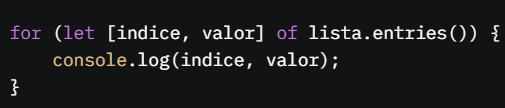 for (let [indice, valor] of lista.entries()) {
    console.log(indice, valor);
}